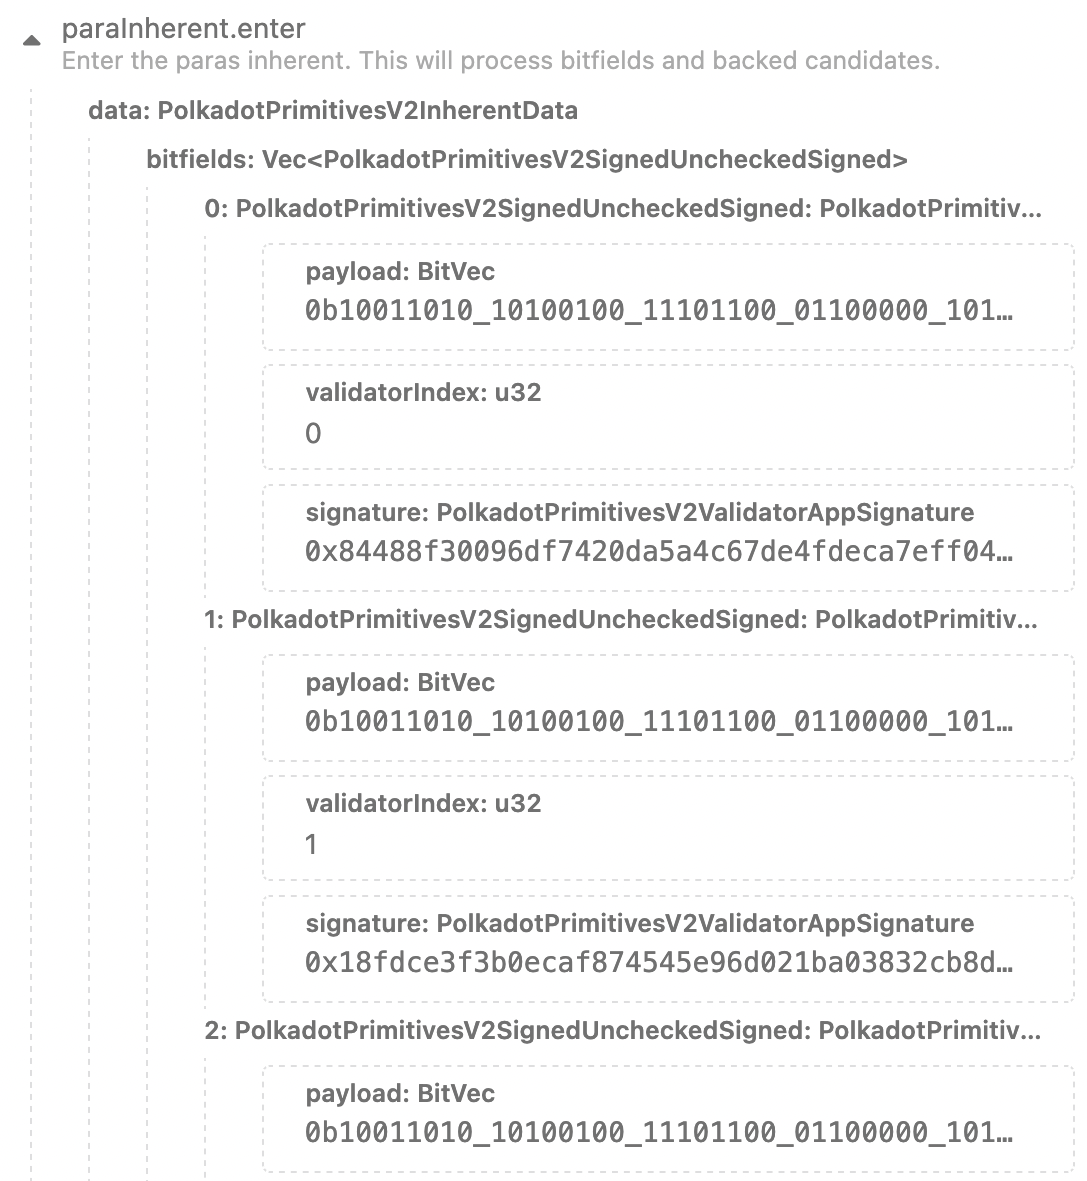 paraInherent.enter
Enter the paras inherent. This will process bitfields and backed candidates.
data: PolkadotPrimitivesV2InherentData
bitfields: Vec<PolkadotPrimitivesV2SignedUncheckedSigned>
0: PolkadotPrimitivesV2SignedUncheckedSigned: PolkadotPrimitiv...
payload: BitVec
0b10011010_10100100_11101100_01100000_101…
validatorIndex: u32
0
signature: PolkadotPrimitivesV2ValidatorAppSignature
0x84488f30096df7420da5a4c67de4fdeca7eff04…
1: PolkadotPrimitivesV2SignedUncheckedSigned: PolkadotPrimitiv...
payload: BitVec
0b10011010_10100100_11101100_01100000_101…
validatorIndex: u32
1
signature: PolkadotPrimitivesV2ValidatorAppSignature
0x18fdce3f3b0ecaf874545e96d021ba03832cb8d…
2: PolkadotPrimitivesV2SignedUncheckedSigned: PolkadotPrimitiv...
payload: BitVec
0b10011010_10100100_11101100_01100000_101…